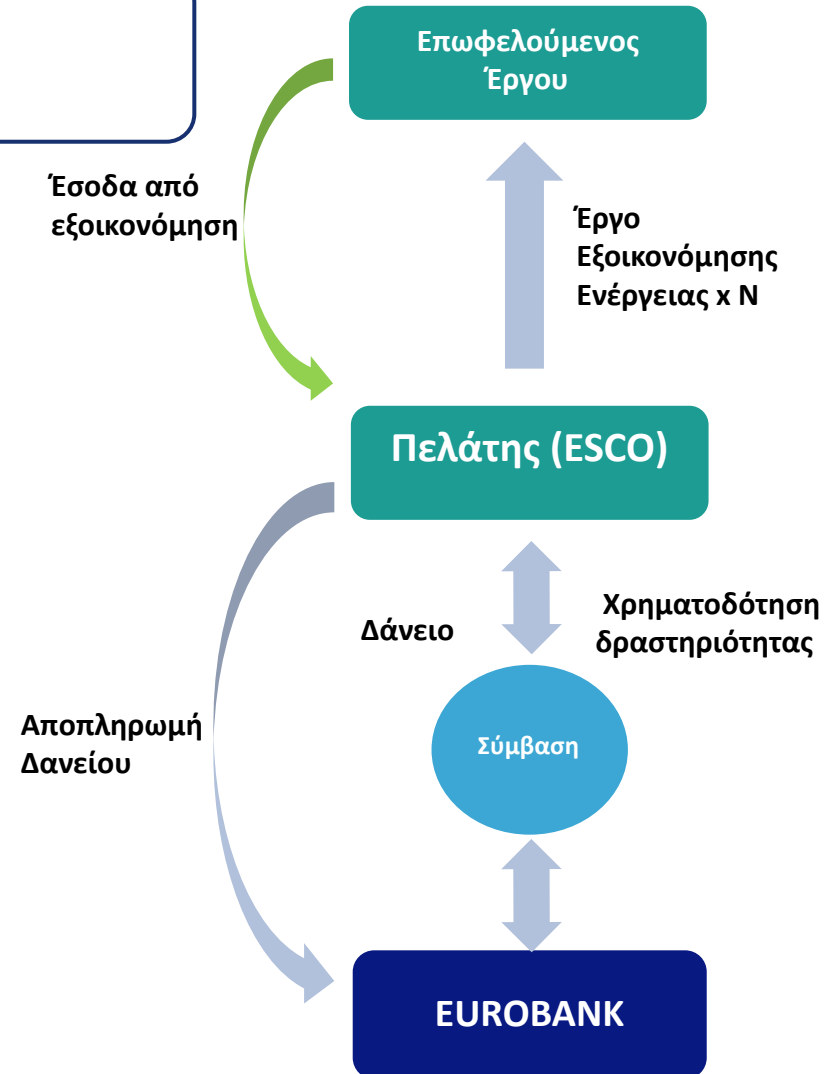 Επωφελούμενος
Έργου
Έσοδα από
εξοικονόμηση
Έργο
Εξοικονόμησης
Ενέργειας x N
Πελάτης (ESCO)
Δάνειο
Χρηματοδότηση
δραστηριότητας
Αποπληρωμή
Δανείου
Σύμβαση
EUROBANK